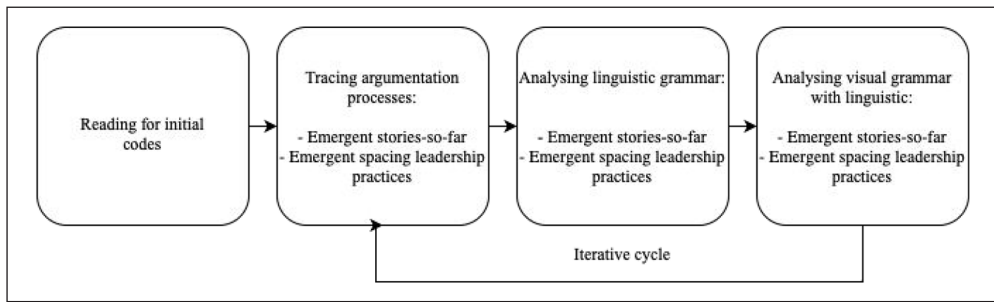 Reading for initial
codes
Tracing argumentation
processes:
- Emergent stories-so-far
- Emergent spacing leadership
practices
Analysing linguistic grammar:
- Emergent stories-so-far
- Emergent spacing leadership
practices
Analysing visual grammar
with linguistic:
- Emergent stories-so-far
- Emergent spacing leadership
practices
Iterative cycle